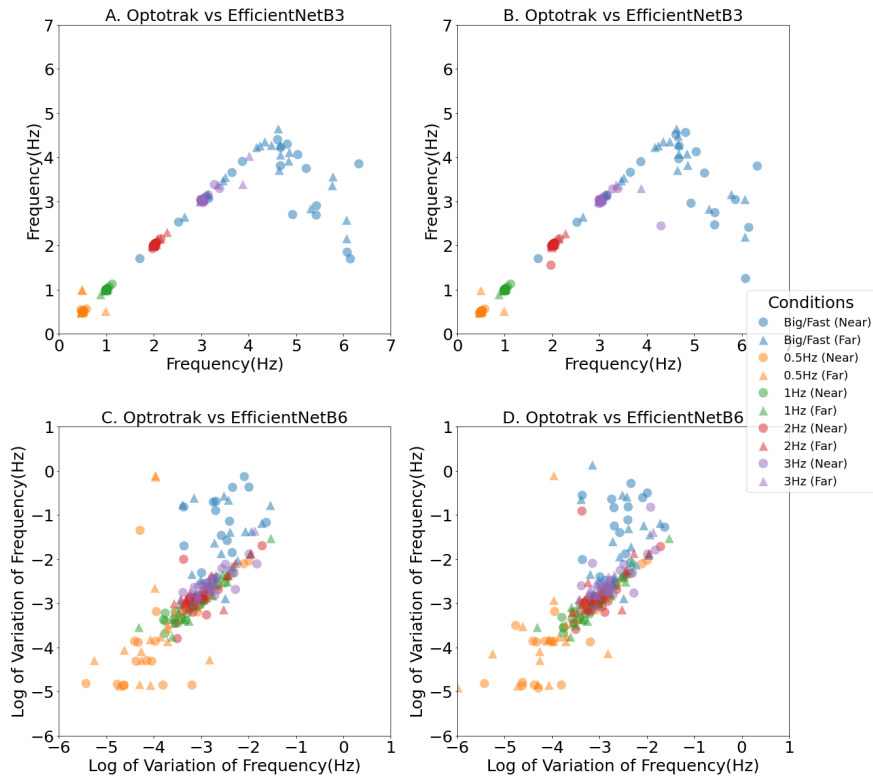 A. Optotrak vs EfficientNetB3
B. Optotrak vs EfficientNetB3
7
6
5
4
3
2
1
0
Frequency(Hz)
0 1 2 3 4 5 6 7
Frequency(Hz)
7
6
5
4
3
2
1
0
Frequency(Hz)
0 1 2 3 4 5 6 7
Frequency(Hz)
Conditions
Big/Fast (Near)
Big/Fast (Far)
0.5Hz (Near)
0.5Hz (Far)
1Hz (Near)
1Hz (Far)
2Hz (Near)
2Hz (Far)
3Hz (Near)
3Hz (Far)
C. Optrotrak vs EfficientNetB6
D. Optotrak vs EfficientNetB6
1
0
−1
−2
−3
−4
−5
−6
Log of Variation of Frequency(Hz)
−6 −5 −4 −3 −2 −1 0 1
Log of Variation of Frequency(Hz)
1
0
−1
−2
−3
−4
−5
−6
Log of Variation of Frequency(Hz)
−6 −5 −4 −3 −2 −1 0 1
Log of Variation of Frequency(Hz)